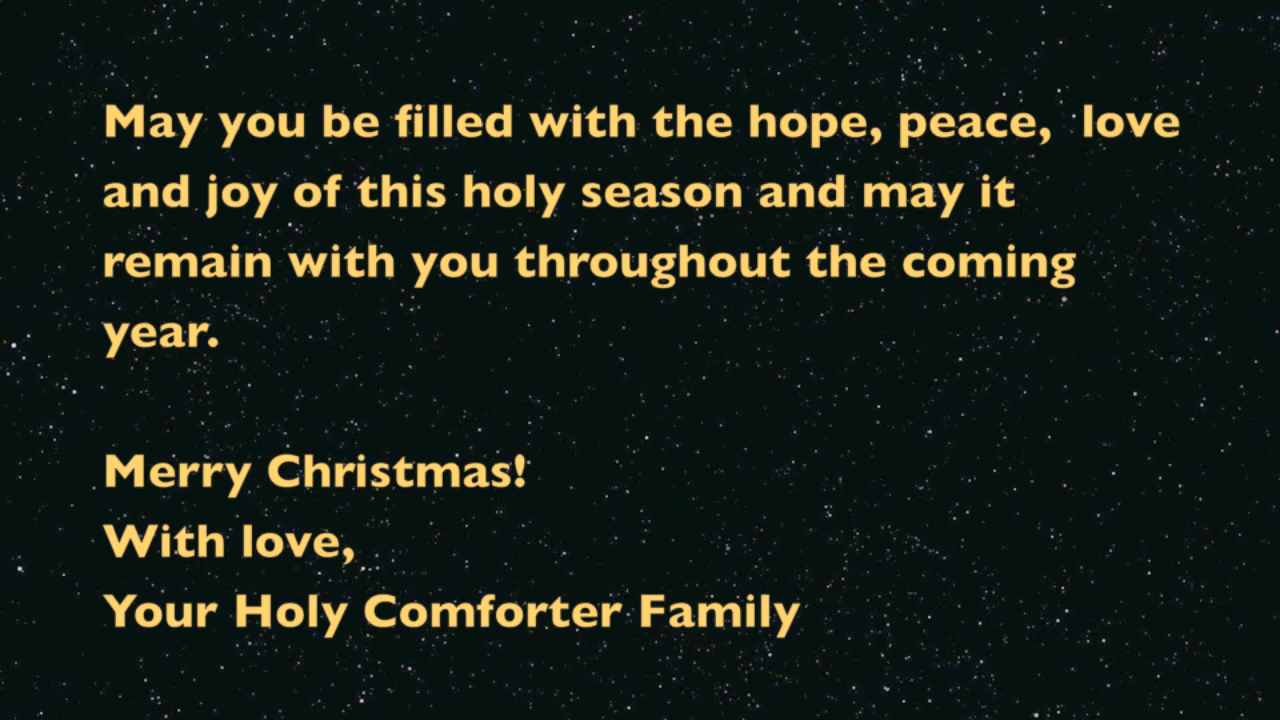 May you be filled with the hope, peace,  love
and joy of this holy season and may it
remain with you throughout the coming
year.
Merry Christmas!
With love,
Your Holy Comforter Family